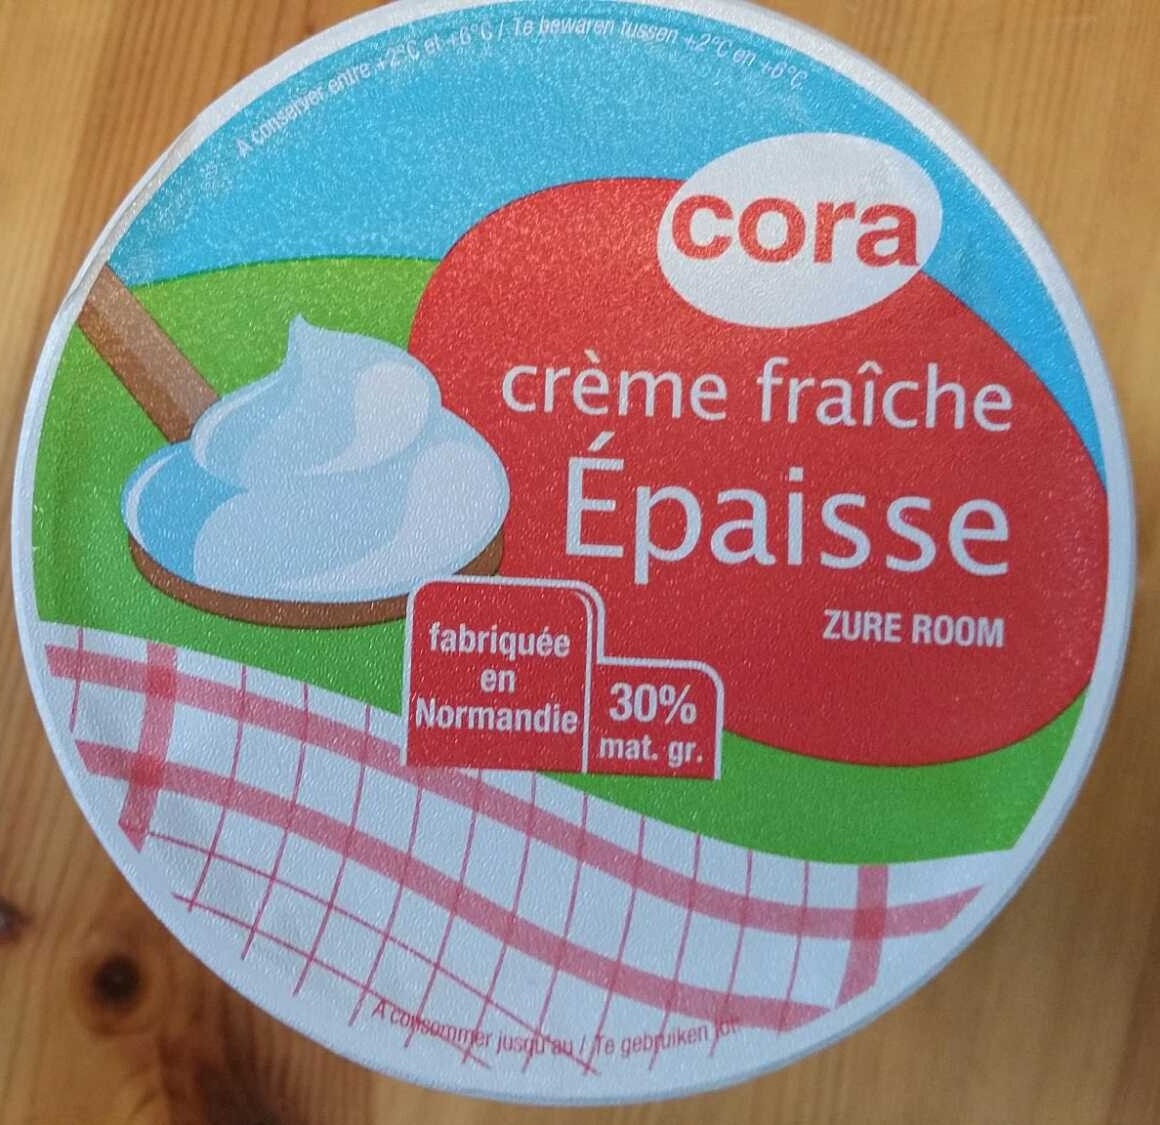 A conserver entre +2°C et +6°C / Te bewaren tussen +2°C en +6°C
cora
crème fraîche
Épaisse
ZURE ROOM
fabriquée
en
Normandie
30%
mat. gr.
A consommer jusqu'au / Te gebruiken tot